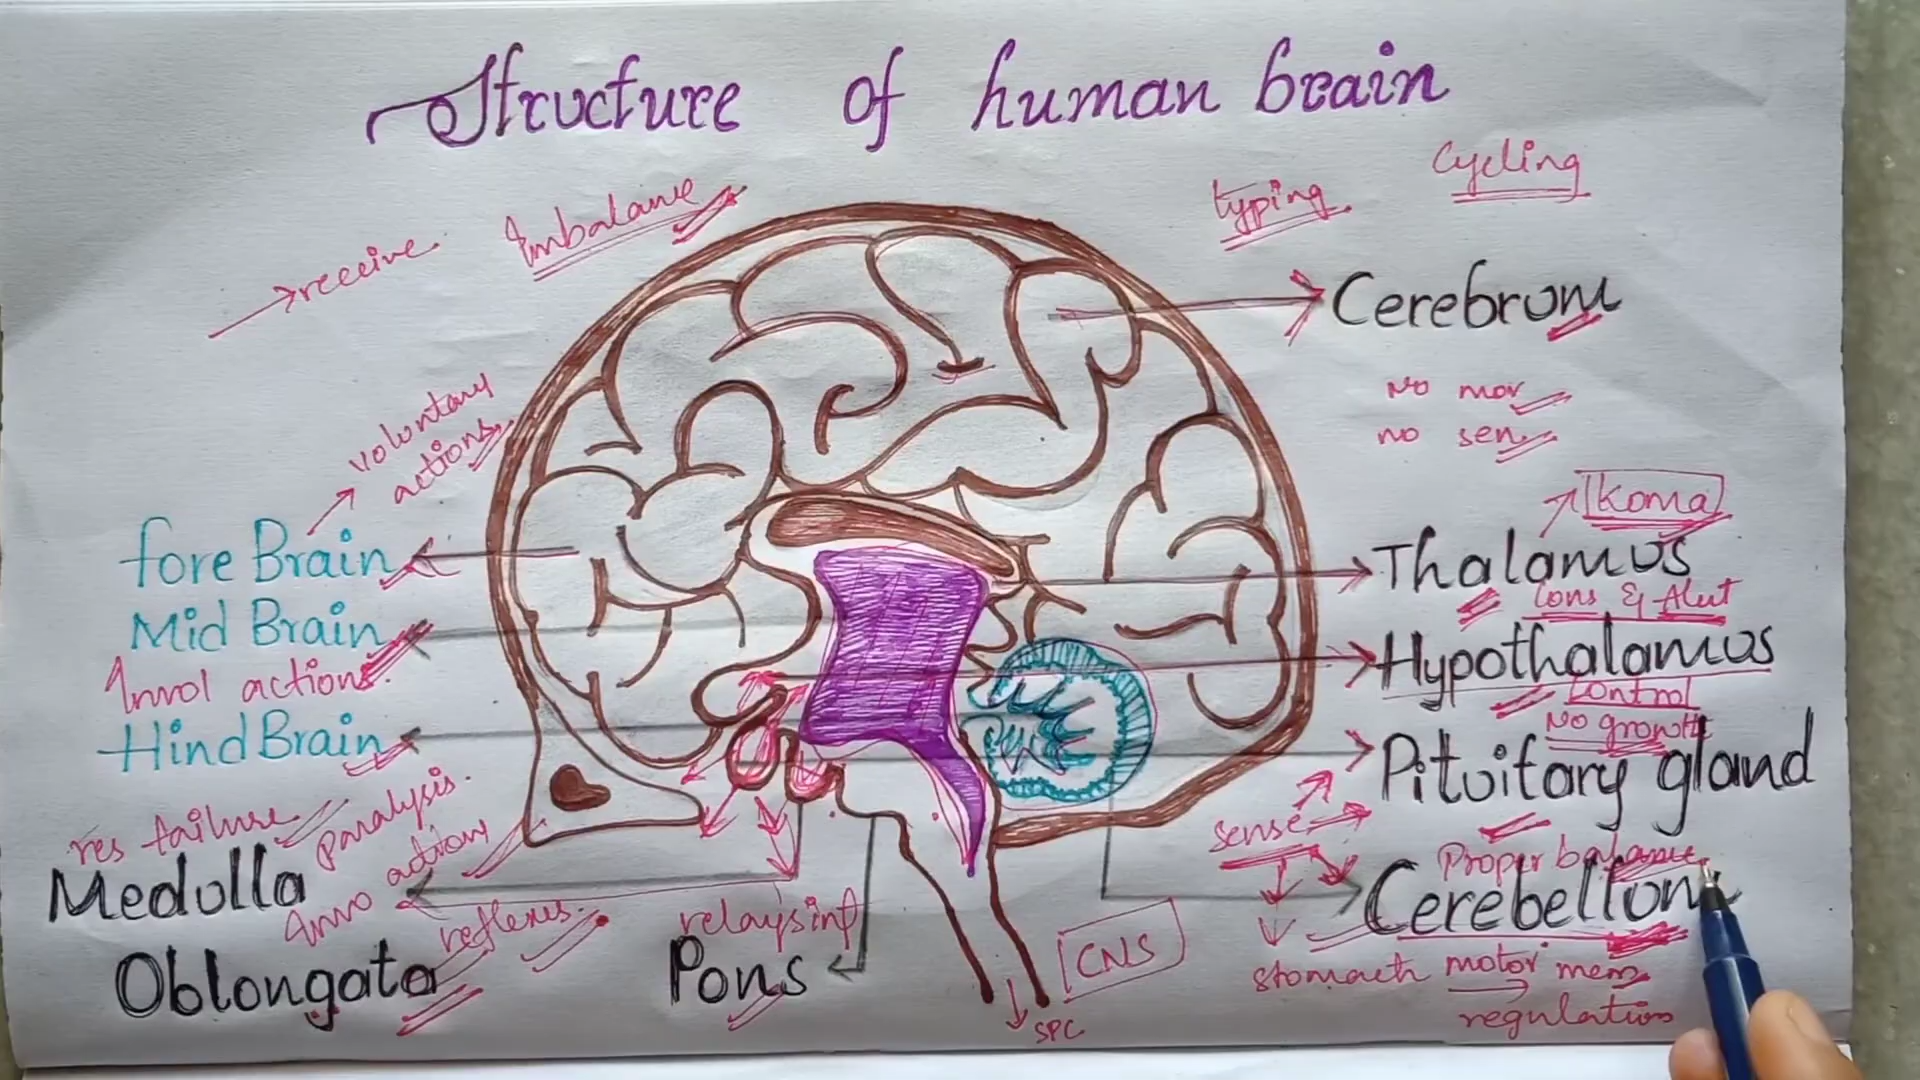 Structure of human brain
Cycling
typing
Imbalance
receive
Cerebrum
No mov
no sen
voluntary
actions
Koma
fore Brain
Thalamus
Cons & Alert
Mid Brain
Hypothalamus
Invol actions
Control
No growth
Hind Brain
Pituitary gland
res failure
paralysis.
sense
Proper balance
Medulla
Invo actions
Cerebellum
reflexes.
relaysinf
Oblongata
Pons
CNS
stomach motor mem
regulation
SPC